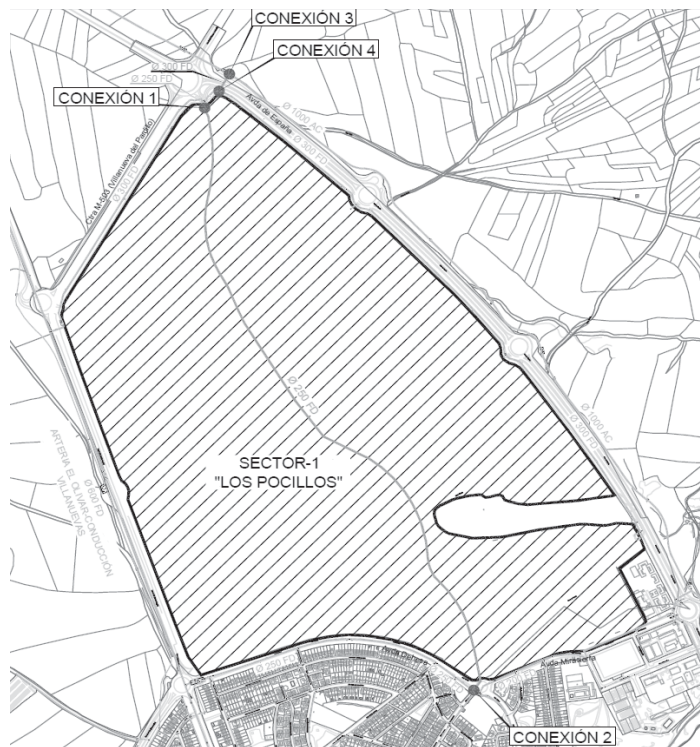 CONEXIÓN 3
CONEXIÓN 4
Ø 300 FD
Ø 250 FD
CONEXIÓN 1
Avda de España
Ø 1000 AC
Ø 300 FD
Ctra M-503 (Villanueva del Pardillo)
Ø 300 FD
Ø 250 FD
SECTOR-1
"LOS POCILLOS"
Ø 1000 AC
Ø 300 FD
ARTERIA EL OLIVAR-CONDUCCIÓN
VILLANUEVAS
Ø 600 FD
Ø 250 FD
Avda Mirasierra
CONEXIÓN 2